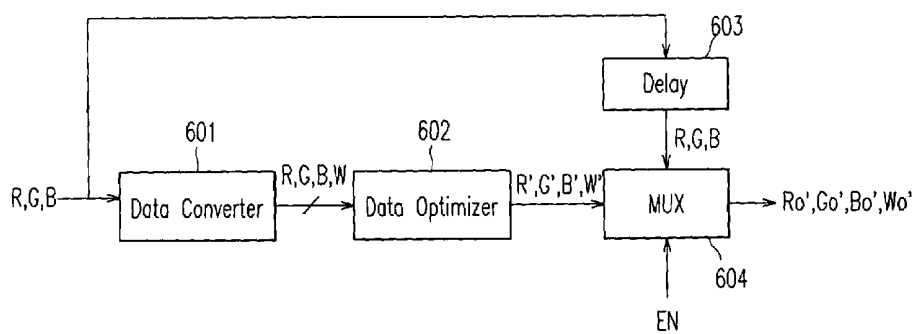 603
Delay
601
602
R,G,B
R,G,B
Data Converter
R,G,B,W
Data Optimizer
R',G',B',W'
MUX
Ro',Go',Bo',Wo'
604
EN